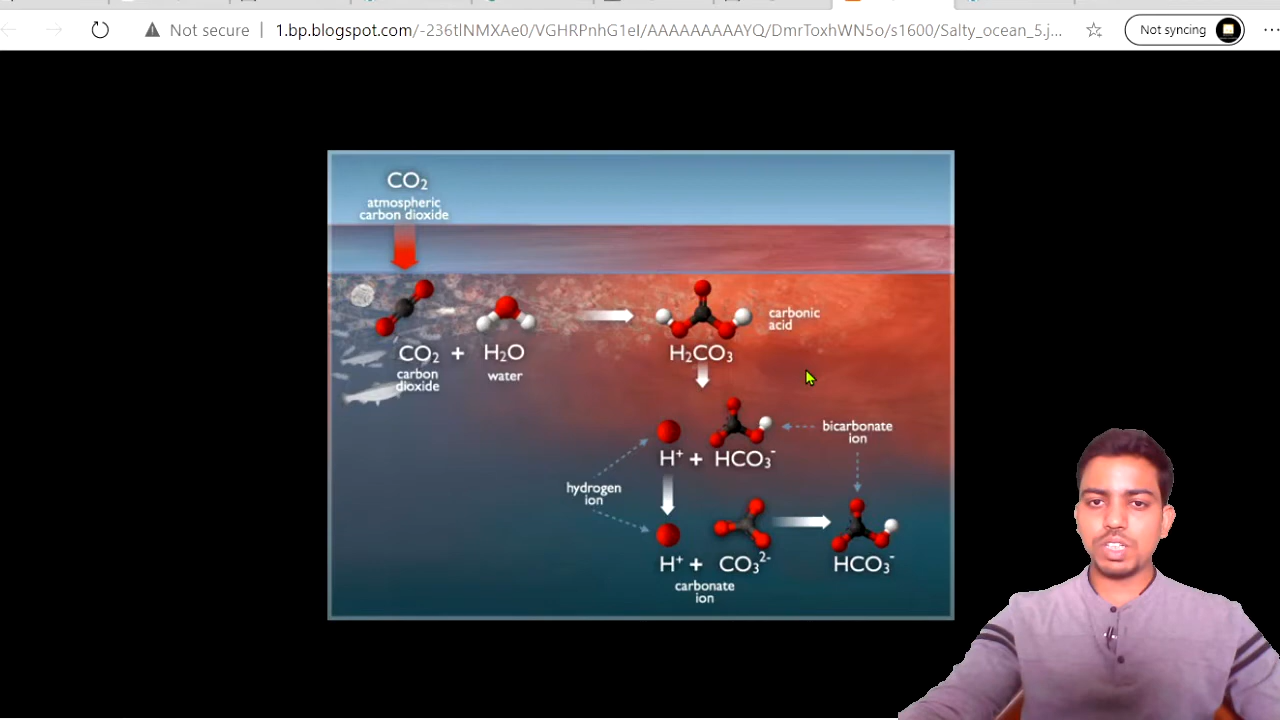 Not secure
1.bp.blogspot.com/-236tlNMXAe0/VGHRPnhG1eI/AAAAAAAAAYQ/DmrToxhWN5o/s1600/Salty_ocean_5.j...
Not syncing
CO₂
atmospheric
carbon dioxide
CO₂ + H₂O
carbon
dioxide
water
H₂CO₃
carbonic
acid
H⁺ + HCO₃⁻
bicarbonate
ion
hydrogen
ion
H⁺ + CO₃²⁻
carbonate
ion
HCO₃⁻